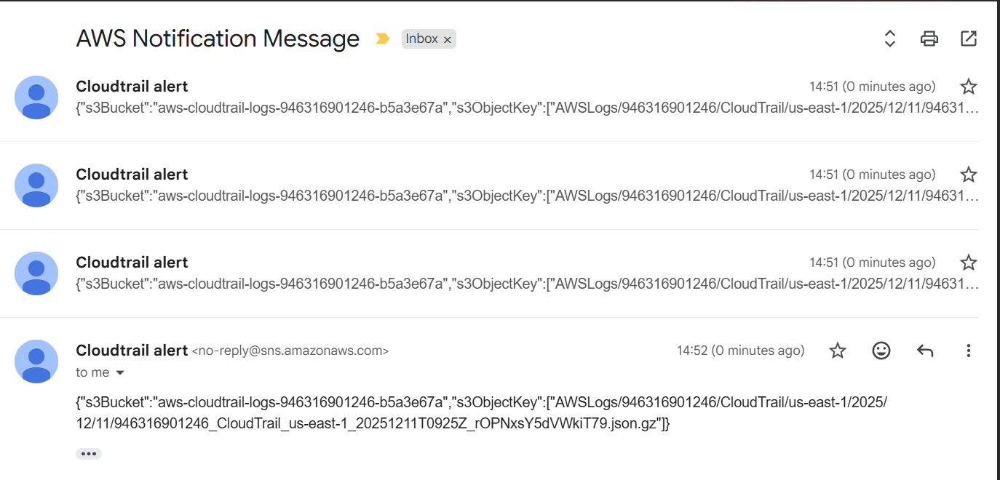 AWS Notification Message Inbox ×
Cloudtrail alert 14:51 (0 minutes ago)
{"s3Bucket":"aws-cloudtrail-logs-946316901246-b5a3e67a","s3ObjectKey":["AWSLogs/946316901246/CloudTrail/us-east-1/2025/12/11/94631…
Cloudtrail alert 14:51 (0 minutes ago)
{"s3Bucket":"aws-cloudtrail-logs-946316901246-b5a3e67a","s3ObjectKey":["AWSLogs/946316901246/CloudTrail/us-east-1/2025/12/11/94631…
Cloudtrail alert 14:51 (0 minutes ago)
{"s3Bucket":"aws-cloudtrail-logs-946316901246-b5a3e67a","s3ObjectKey":["AWSLogs/946316901246/CloudTrail/us-east-1/2025/12/11/94631…
Cloudtrail alert <no-reply@sns.amazonaws.com> 14:52 (0 minutes ago)
to me
{"s3Bucket":"aws-cloudtrail-logs-946316901246-b5a3e67a","s3ObjectKey":["AWSLogs/946316901246/CloudTrail/us-east-1/2025/
12/11/946316901246_CloudTrail_us-east-1_20251211T0925Z_rOPNxsY5dVWkiT79.json.gz"]}